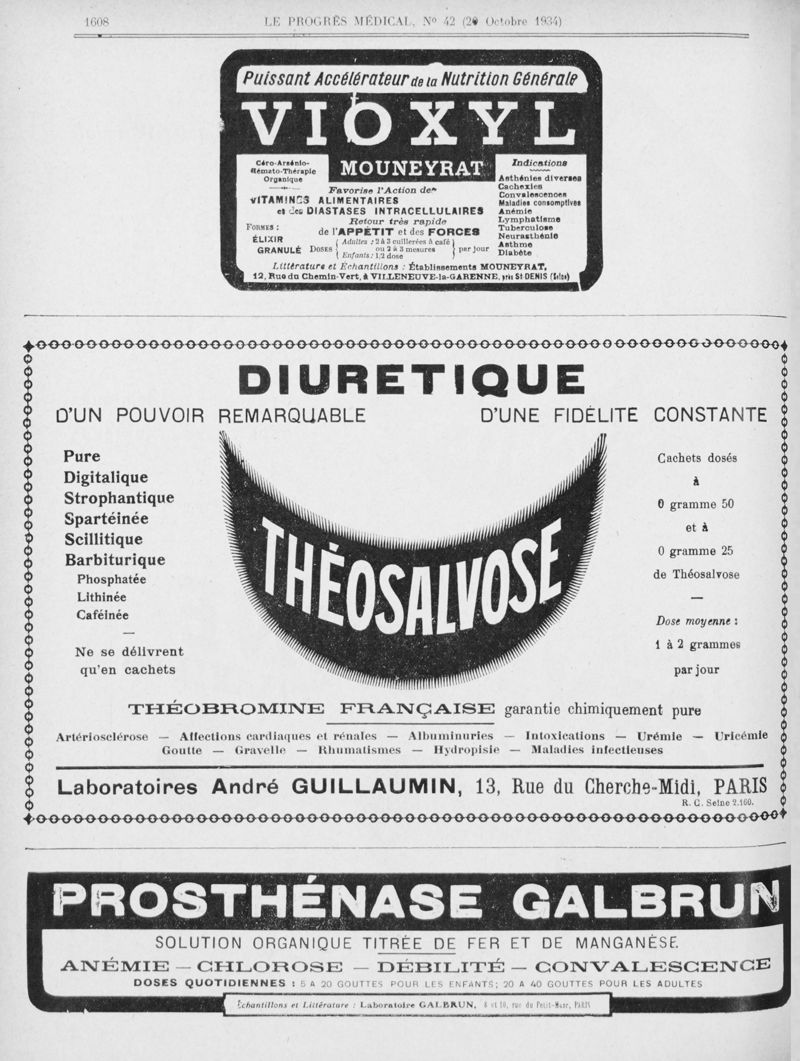 1608 LE PROGRÈS MÉDICAL, No 42 (20 Octobre 1934)
Puissant Accélérateur de la Nutrition Générale
VIOXYL
MOUNEYRAT
Céro-Arsénio-
Hémato-Thérapie
Organique
Favorise l'Action des
VITAMINES ALIMENTAIRES
et des DIASTASES INTRACELLULAIRES
Retour très rapide
de l'APPÉTIT et des FORCES
FORMES :
ÉLIXIR
GRANULÉ
DOSES
Adultes : 2 à 3 cuillerées à café
ou 2 à 3 mesures
Enfants : 1/2 dose
par jour
Indications
Asthénies diverses
Cachexies
Convalescences
Maladies consomptives
Anémie
Lymphatisme
Tuberculose
Neurasthénie
Asthme
Diabète
Littérature et Echantillons : Établissements MOUNEYRAT,
12, Rue du Chemin-Vert, à VILLENEUVE-la-GARENNE, près St-DENIS (Seine)
DIURETIQUE
D'UN POUVOIR REMARQUABLE D'UNE FIDÉLITE CONSTANTE
Pure
Digitalique
Strophantique
Spartéinée
Scillitique
Barbiturique
Phosphatée
Lithinée
Caféinée
Ne se délivrent
qu'en cachets
THÉOSALVOSE
Cachets dosés
à
0 gramme 50
et à
0 gramme 25
de Théosalvose
Dose moyenne :
1 à 2 grammes
par jour
THÉOBROMINE FRANÇAISE garantie chimiquement pure
Artériosclérose — Affections cardiaques et rénales — Albuminuries — Intoxications — Urémie — Uricémie
Goutte — Gravelle — Rhumatismes — Hydropisie — Maladies infectieuses
Laboratoires André GUILLAUMIN, 13, Rue du Cherche-Midi, PARIS
R. C. Seine 2.160.
PROSTHÉNASE GALBRUN
SOLUTION ORGANIQUE TITRÉE DE FER ET DE MANGANÈSE
ANÉMIE — CHLOROSE — DÉBILITÉ — CONVALESCENCE
DOSES QUOTIDIENNES : 5 A 20 GOUTTES POUR LES ENFANTS; 20 A 40 GOUTTES POUR LES ADULTES
Échantillons et Littérature : Laboratoire GALBRUN, 8 et 10, rue du Petit-Musc, PARIS